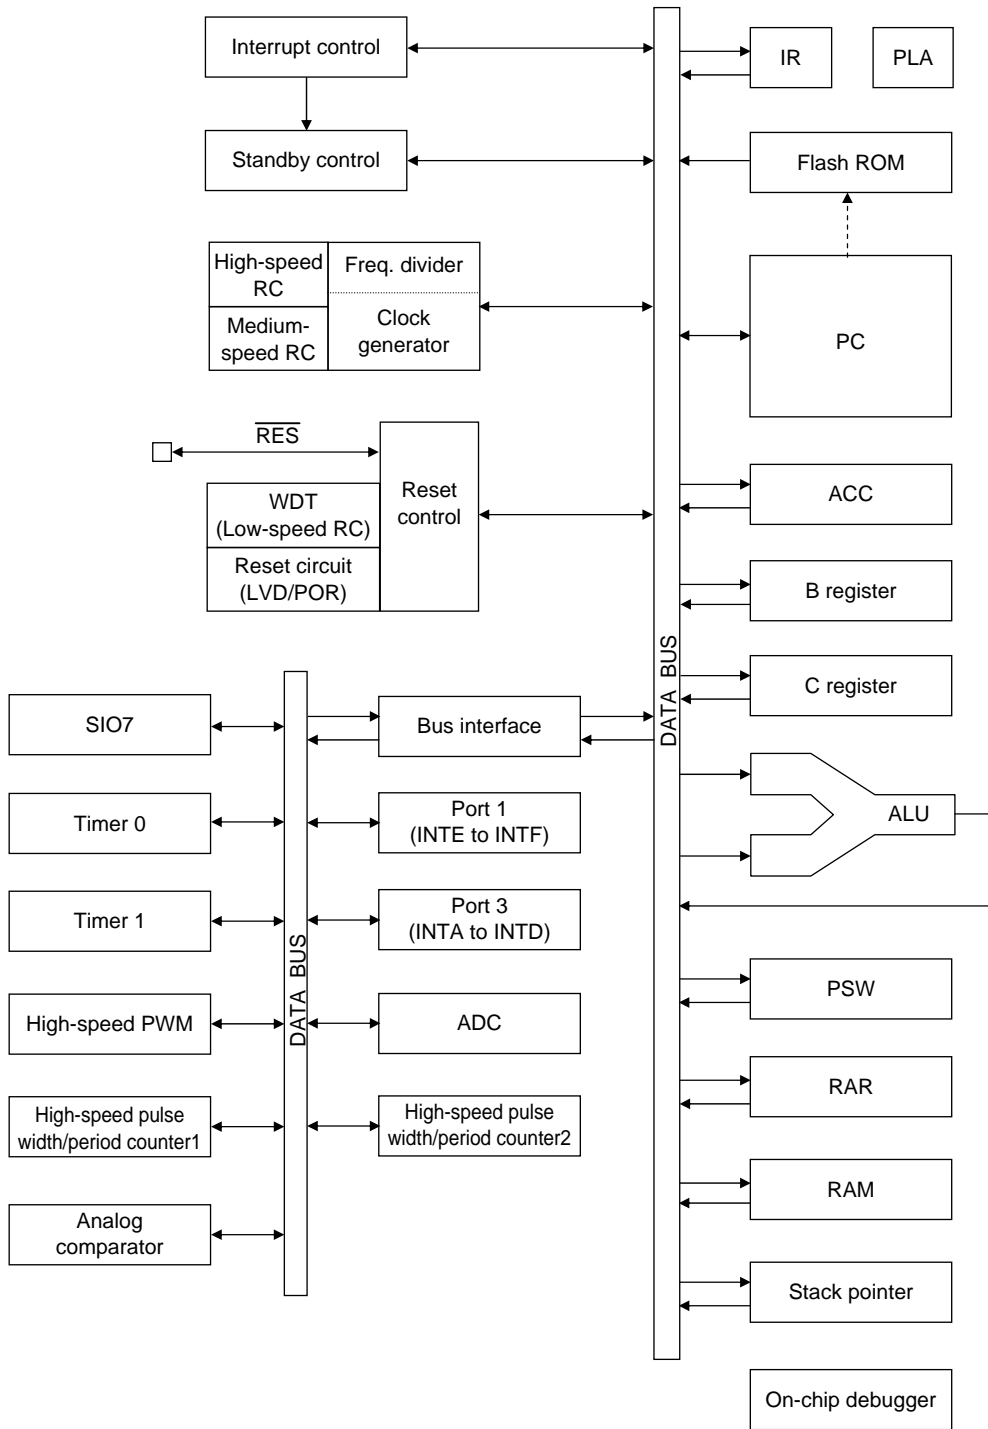 Interrupt control
IR
PLA
Standby control
Flash ROM
High-speed
RC
Freq. divider
Medium-
speed RC
Clock
generator
PC
RES
WDT
(Low-speed RC)
Reset
control
Reset circuit
(LVD/POR)
ACC
B register
C register
DATA BUS
SIO7
Bus interface
Timer 0
Port 1
(INTE to INTF)
ALU
Timer 1
Port 3
(INTA to INTD)
DATA BUS
High-speed PWM
ADC
PSW
High-speed pulse
width/period counter1
High-speed pulse
width/period counter2
RAR
Analog
comparator
RAM
Stack pointer
On-chip debugger